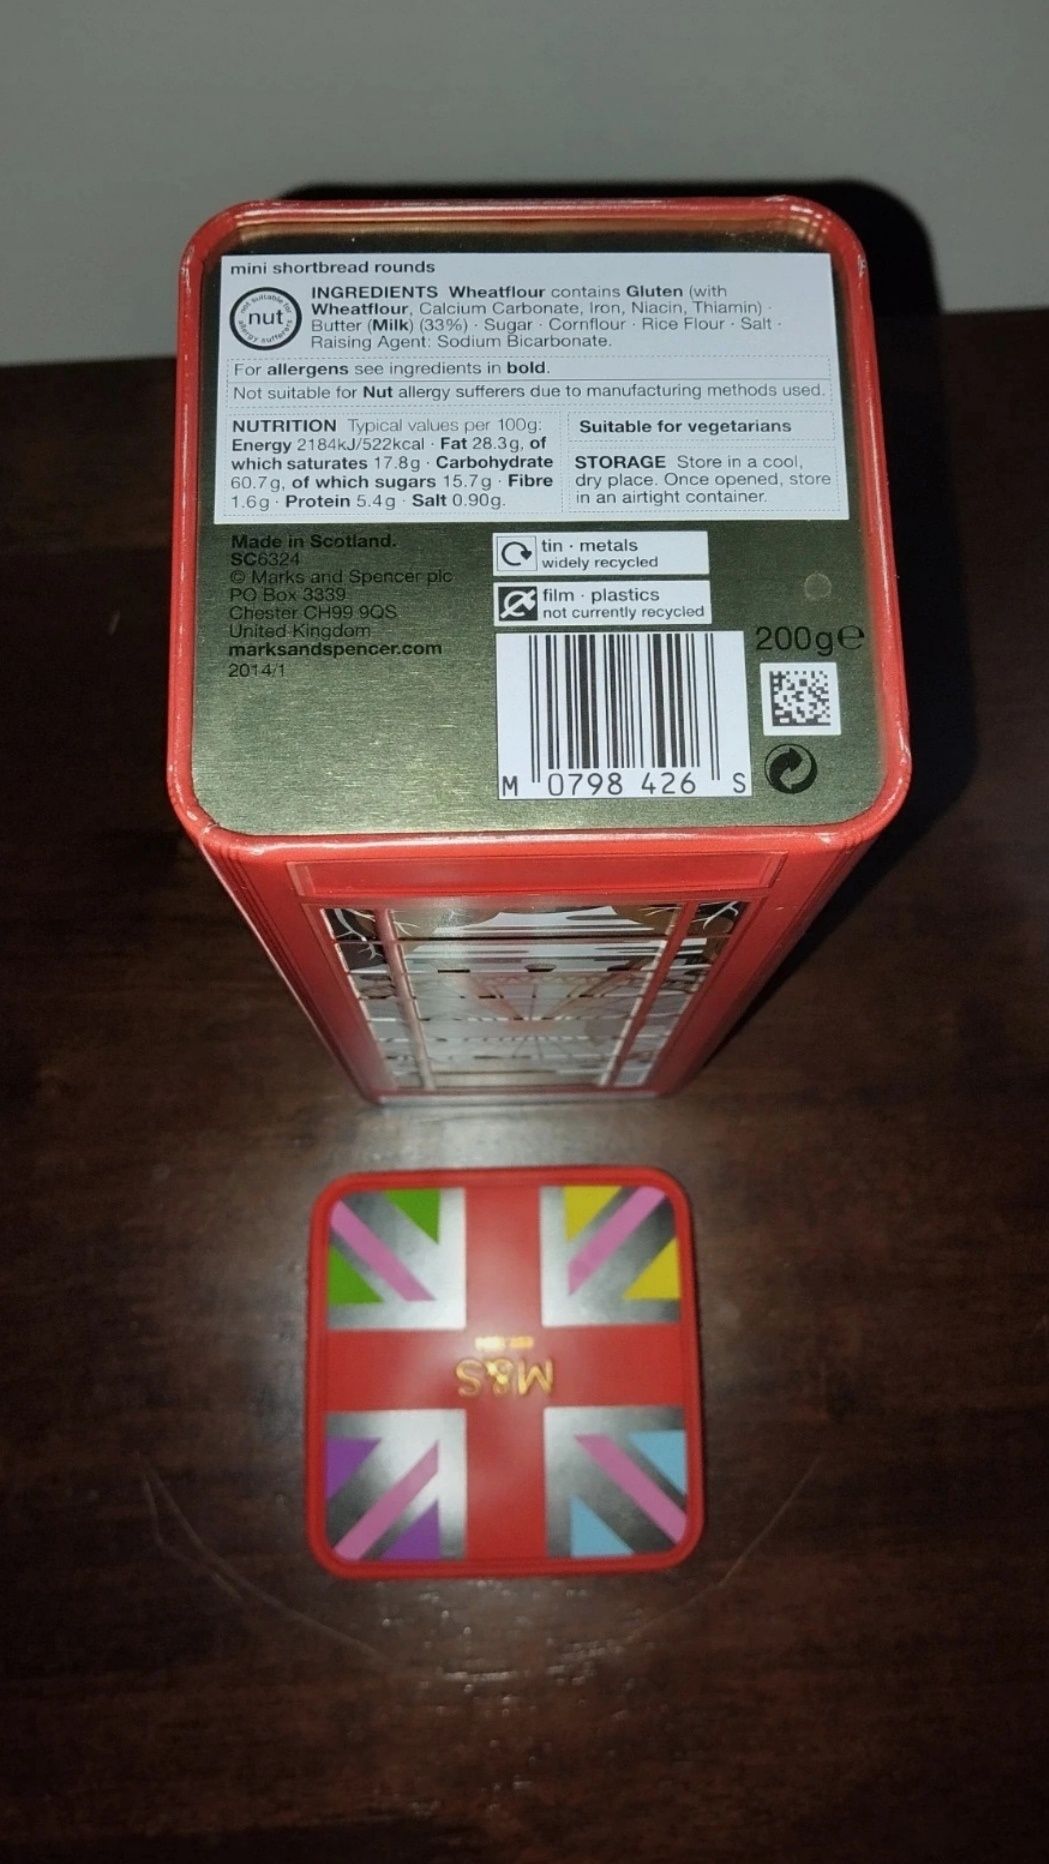 mini shortbread rounds
not suitable for
nut
allergy sufferers
INGREDIENTS Wheatflour contains Gluten (with
Wheatflour, Calcium Carbonate, Iron, Niacin, Thiamin) ·
Butter (Milk) (33%) · Sugar · Cornflour · Rice Flour · Salt ·
Raising Agent: Sodium Bicarbonate.
For allergens see ingredients in bold.
Not suitable for Nut allergy sufferers due to manufacturing methods used.
NUTRITION Typical values per 100g:
Energy 2184kJ/522kcal · Fat 28.3g, of
which saturates 17.8g · Carbohydrate
60.7g, of which sugars 15.7g · Fibre
1.6g · Protein 5.4g · Salt 0.90g.
Suitable for vegetarians
STORAGE Store in a cool,
dry place. Once opened, store
in an airtight container.
Made in Scotland.
SC6324
© Marks and Spencer plc
PO Box 3339
Chester CH99 9QS
United Kingdom
marksandspencer.com
2014/1
tin · metals
widely recycled
film · plastics
not currently recycled
200g℮
M 0798 426 S
M&S